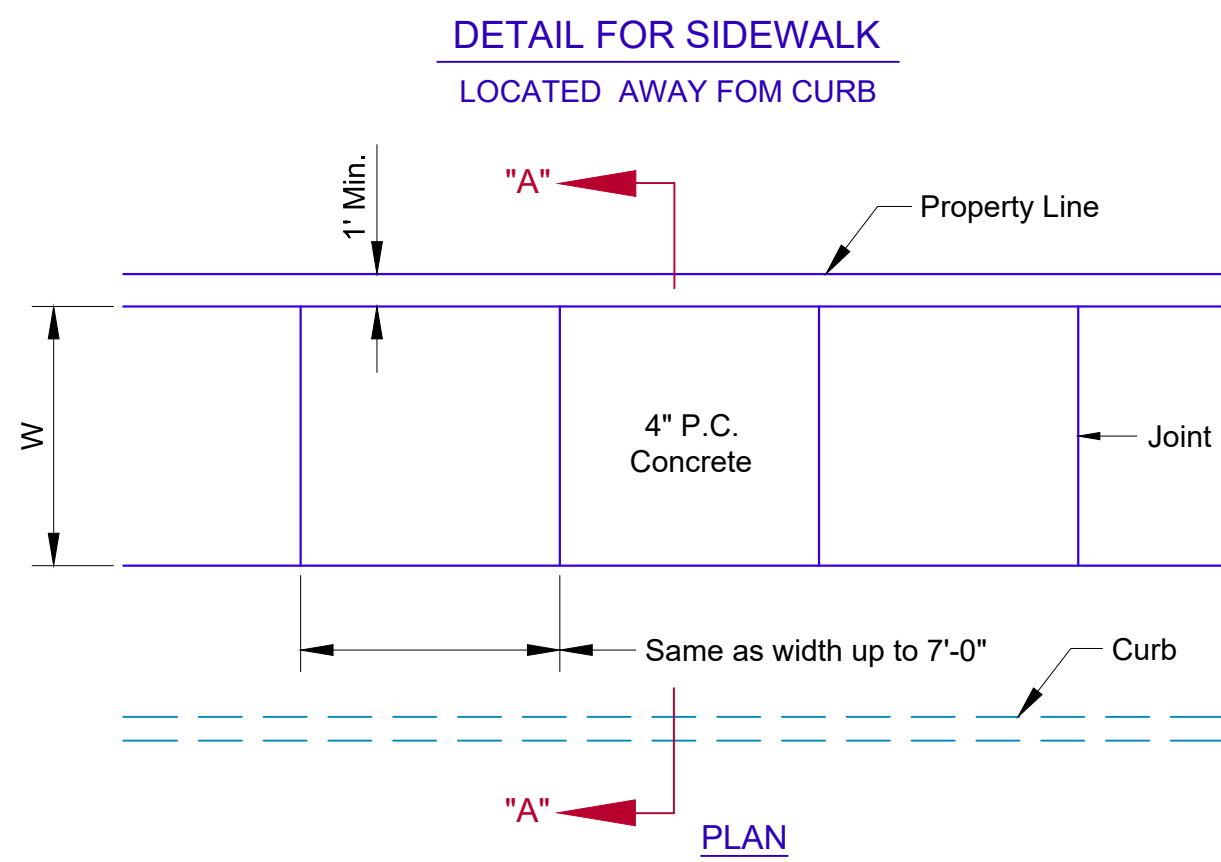 DETAIL FOR SIDEWALK
LOCATED AWAY FOM CURB
1' Min.
"A"
Property Line
W
4" P.C.
Concrete
Joint
Same as width up to 7'-0"
Curb
"A"
PLAN